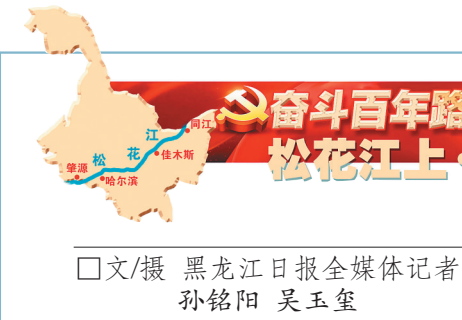 奋斗百年路
松花江上·
同江
松花江
佳木斯
肇源
哈尔滨
□文/摄 黑龙江日报全媒体记者
孙铭阳 吴玉玺